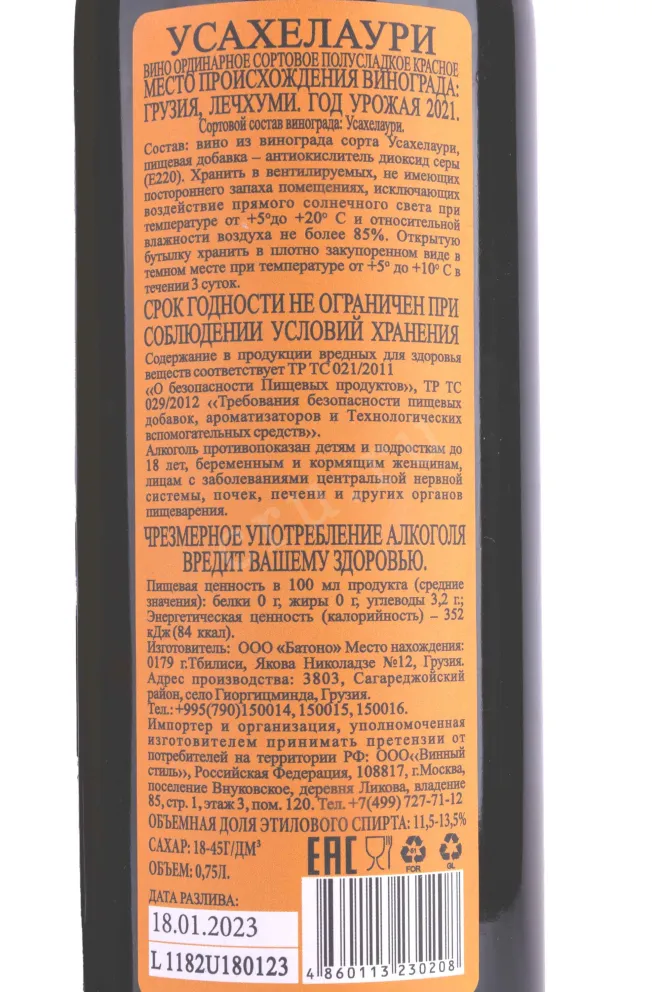 УСАХЕЛАУРИ
ВИНО ОРДИНАРНОЕ СОРТОВОЕ ПОЛУСЛАДКОЕ КРАСНОЕ
МЕСТО ПРОИСХОЖДЕНИЯ ВИНОГРАДА:
ГРУЗИЯ, ЛЕЧХУМИ. ГОД УРОЖАЯ 2021.
Сортовой состав винограда: Усахелаури.
Состав: вино из винограда сорта Усахелаури,
пищевая добавка – антиокислитель диоксид серы
(Е220). Хранить в вентилируемых, не имеющих
постороннего запаха помещениях, исключающих
воздействие прямого солнечного света при
температуре от +5°до +20° С и относительной
влажности воздуха не более 85%. Открытую
бутылку хранить в плотно закупоренном виде в
темном месте при температуре от +5° до +10° С в
течении 3 суток.
СРОК ГОДНОСТИ НЕ ОГРАНИЧЕН ПРИ
СОБЛЮДЕНИИ УСЛОВИЙ ХРАНЕНИЯ
Содержание в продукции вредных для здоровья
веществ соответствует ТР ТС 021/2011
«О безопасности Пищевых продуктов», ТР ТС
029/2012 «Требования безопасности пищевых
добавок, ароматизаторов и Технологических
вспомогательных средств».
Алкоголь противопоказан детям и подросткам до
18 лет, беременным и кормящим женщинам,
лицам с заболеваниями центральной нервной
системы, почек, печени и других органов
пищеварения.
ЧРЕЗМЕРНОЕ УПОТРЕБЛЕНИЕ АЛКОГОЛЯ
ВРЕДИТ ВАШЕМУ ЗДОРОВЬЮ.
Пищевая ценность в 100 мл продукта (средние
значения): белки 0 г, жиры 0 г, углеводы 3,2 г.;
Энергетическая ценность (калорийность) – 352
кДж (84 ккал).
Изготовитель: ООО «Батоно» Место нахождения:
0179 г.Тбилиси, Якова Николадзе №12, Грузия.
Адрес производства: 3803, Сагареджойский
район, село Гиоргицминда, Грузия.
Тел.: +995(790)150014, 150015, 150016.
Импортер и организация, уполномоченная
изготовителем принимать претензии от
потребителей на территории РФ: ООО«Винный
стиль», Российская Федерация, 108817, г.Москва,
поселение Внуковское, деревня Ликова, владение
85, стр. 1, этаж 3, пом. 120. Тел. +7(499) 727-71-12
ОБЪЕМНАЯ ДОЛЯ ЭТИЛОВОГО СПИРТА: 11,5-13,5%
САХАР: 18-45Г/ДМ³
ОБЪЕМ: 0,75Л.
ЕАС
81
FOR
GL
ДАТА РАЗЛИВА:
18.01.2023
L 1182U180123
4 860113 230208